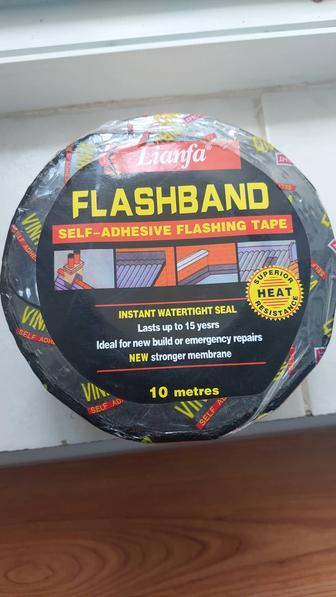 Lianfa®
FLASHBAND
SELF-ADHESIVE FLASHING TAPE
SUPERIOR
HEAT
RESISTANCE
INSTANT WATERTIGHT SEAL
Lasts up to 15 yesrs
Ideal for new build or emergency repairs
NEW stronger membrane
10 metres